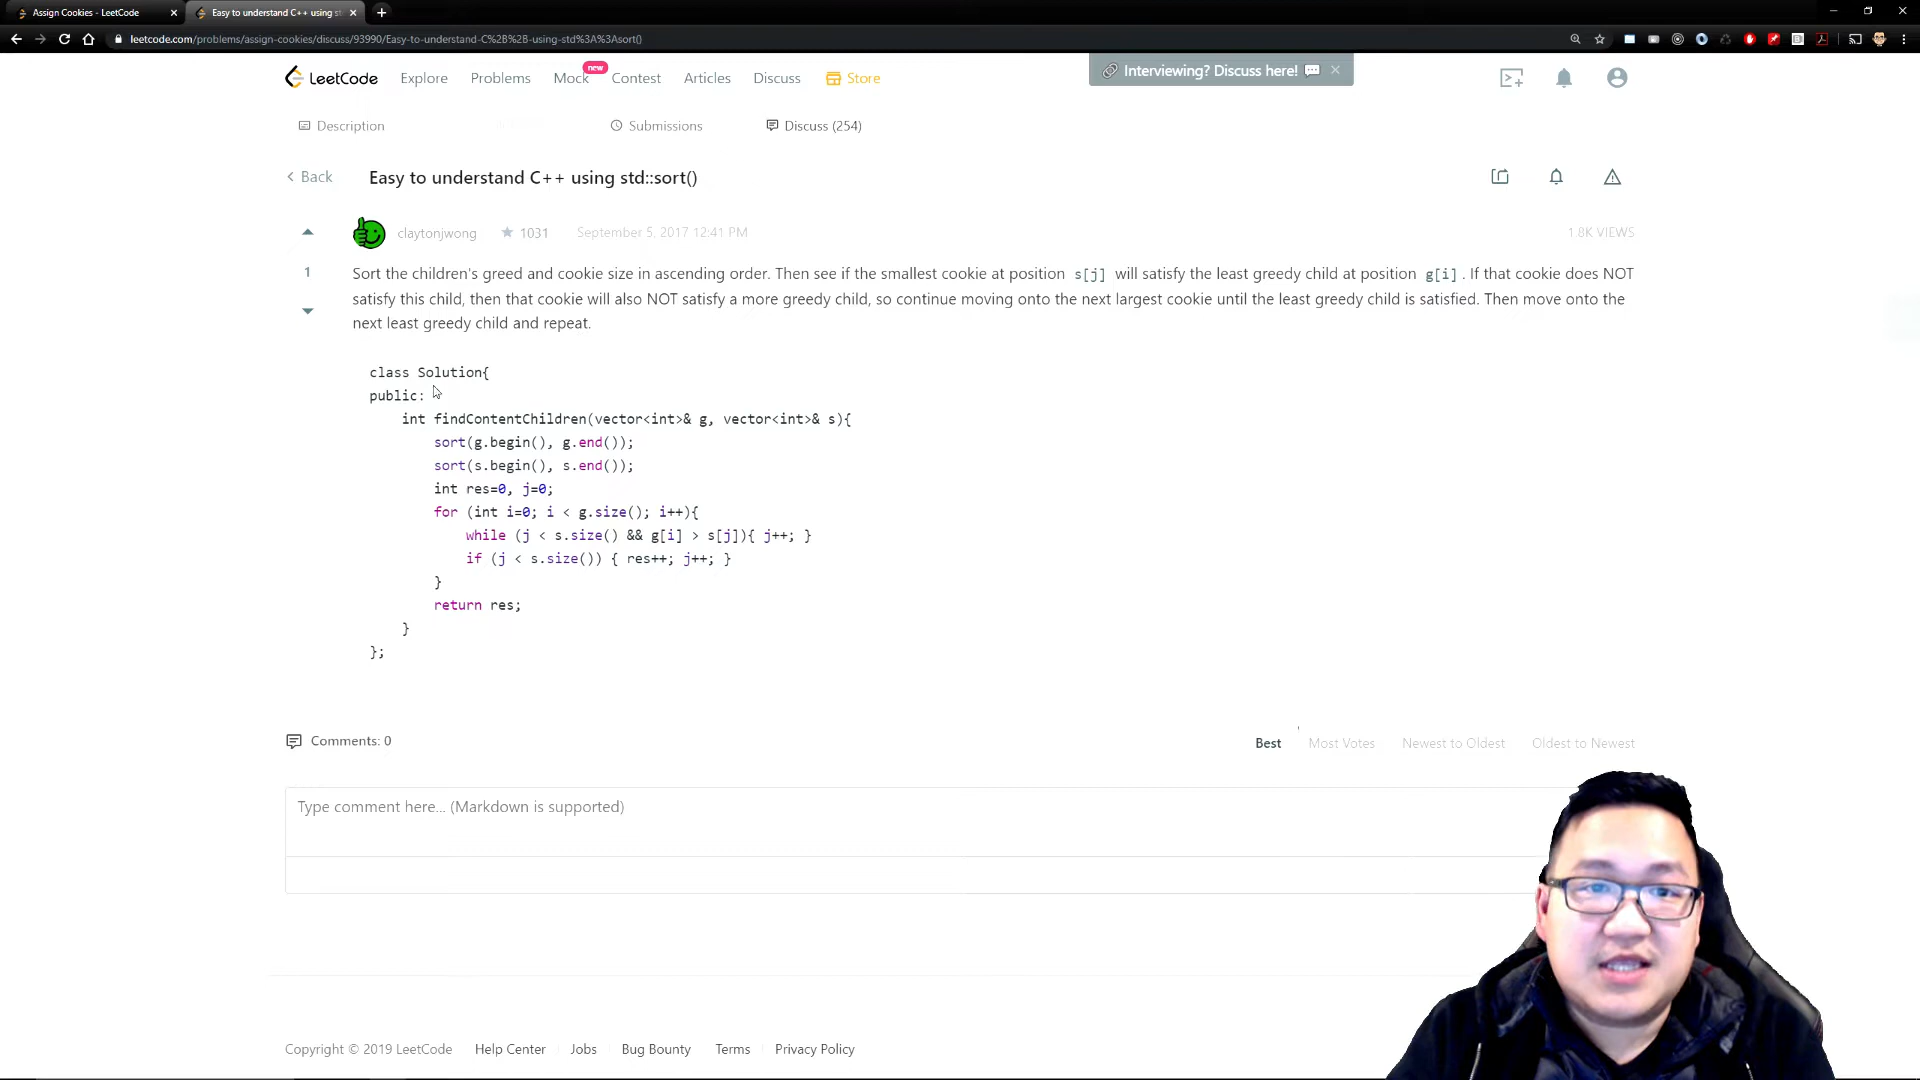 Assign Cookies - LeetCode
Easy to understand C++ using st
leetcode.com/problems/assign-cookies/discuss/93990/Easy-to-understand-C%2B%2B-using-std%3A%3Asort()
LeetCode Explore Problems Mock new Contest Articles Discuss Store Interviewing? Discuss here!
Description Submissions Discuss (254)
Back Easy to understand C++ using std::sort()
claytonjwong 1031 September 5, 2017 12:41 PM 1.8K VIEWS
1
Sort the children's greed and cookie size in ascending order. Then see if the smallest cookie at position s[j] will satisfy the least greedy child at position g[i]. If that cookie does NOT
satisfy this child, then that cookie will also NOT satisfy a more greedy child, so continue moving onto the next largest cookie until the least greedy child is satisfied. Then move onto the
next least greedy child and repeat.
class Solution{
public:
    int findContentChildren(vector<int>& g, vector<int>& s){
        sort(g.begin(), g.end());
        sort(s.begin(), s.end());
        int res=0, j=0;
        for (int i=0; i < g.size(); i++){
            while (j < s.size() && g[i] > s[j]){ j++; }
            if (j < s.size()) { res++; j++; }
        }
        return res;
    }
};
Comments: 0 Best Most Votes Newest to Oldest Oldest to Newest
Type comment here... (Markdown is supported)
Copyright © 2019 LeetCode Help Center Jobs Bug Bounty Terms Privacy Policy